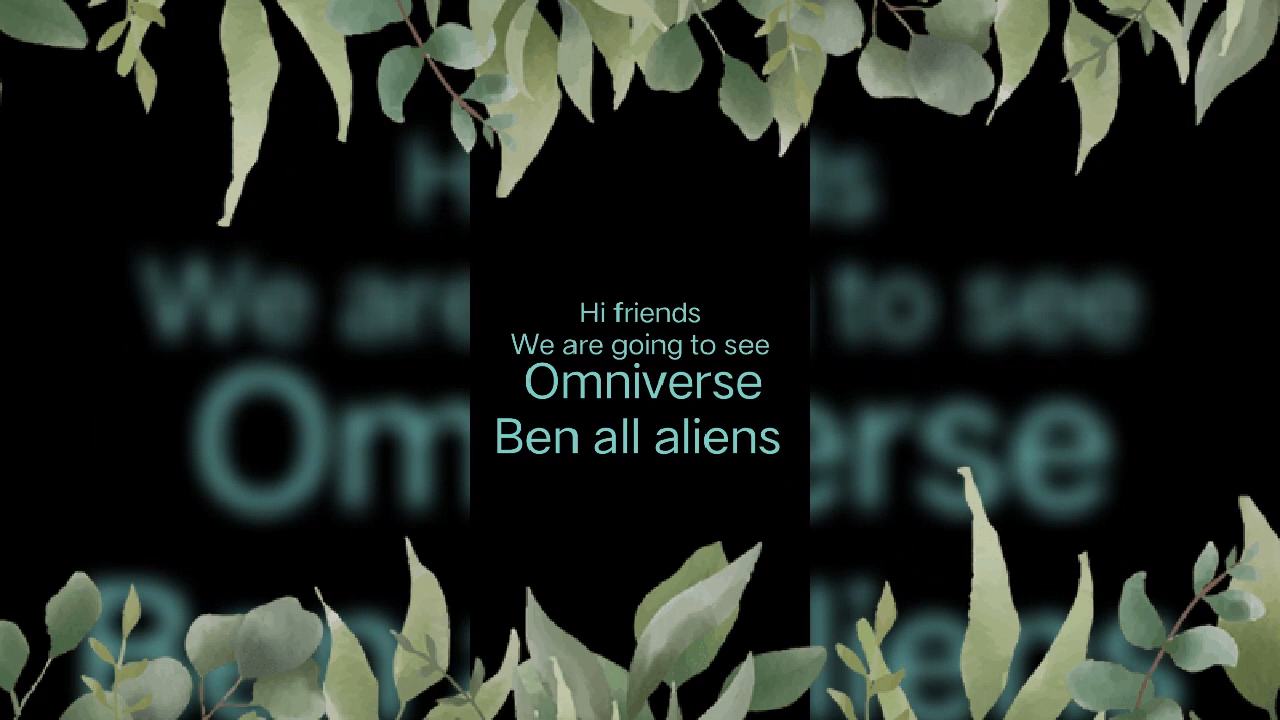 Hi friends
We are going to see
Omniverse
Ben all aliens